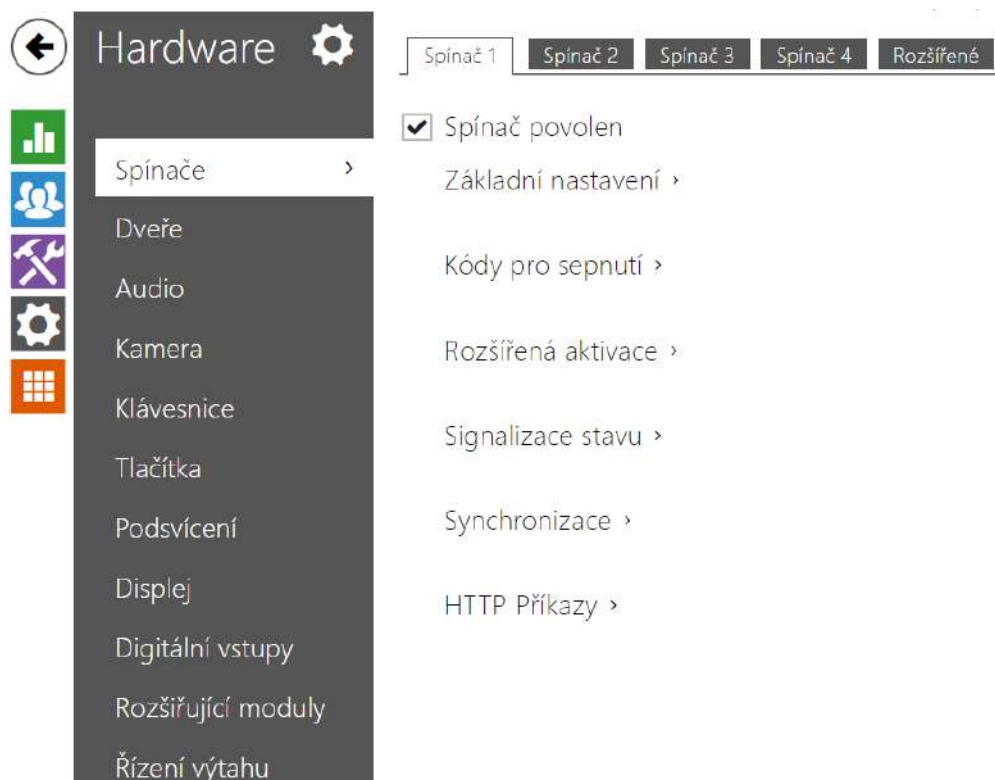 Hardware
Spínač 1
Spínač 2
Spínač 3
Spínač 4
Rozšířené
Spínače
Dveře
Audio
Kamera
Klávesnice
Tlačítka
Podsvícení
Displej
Digitální vstupy
Rozšiřující moduly
Řízení výtahu
Spínač povolen
Základní nastavení
Kódy pro sepnutí
Rozšířená aktivace
Signalizace stavu
Synchronizace
HTTP Příkazy